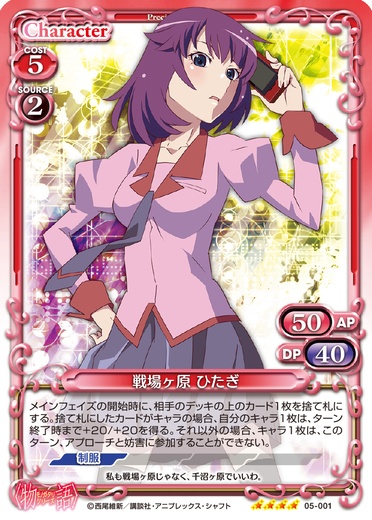 Preci
Character
COST
5
SOURCE
2
50 AP
DP 40
戦場ヶ原 ひたぎ
メインフェイズの開始時に、相手のデッキの上のカード1枚を捨て札に
する。捨て札にしたカードがキャラの場合、自分のキャラ1枚は、ターン
終了時まで+20/+20を得る。それ以外の場合、キャラ1枚は、この
ターン、アプローチと妨害に参加することができない。
制服
私も戦場ヶ原じゃなく、千沼ヶ原でいいわ。
物語
©西尾維新／講談社・アニプレックス・シャフト
05-001